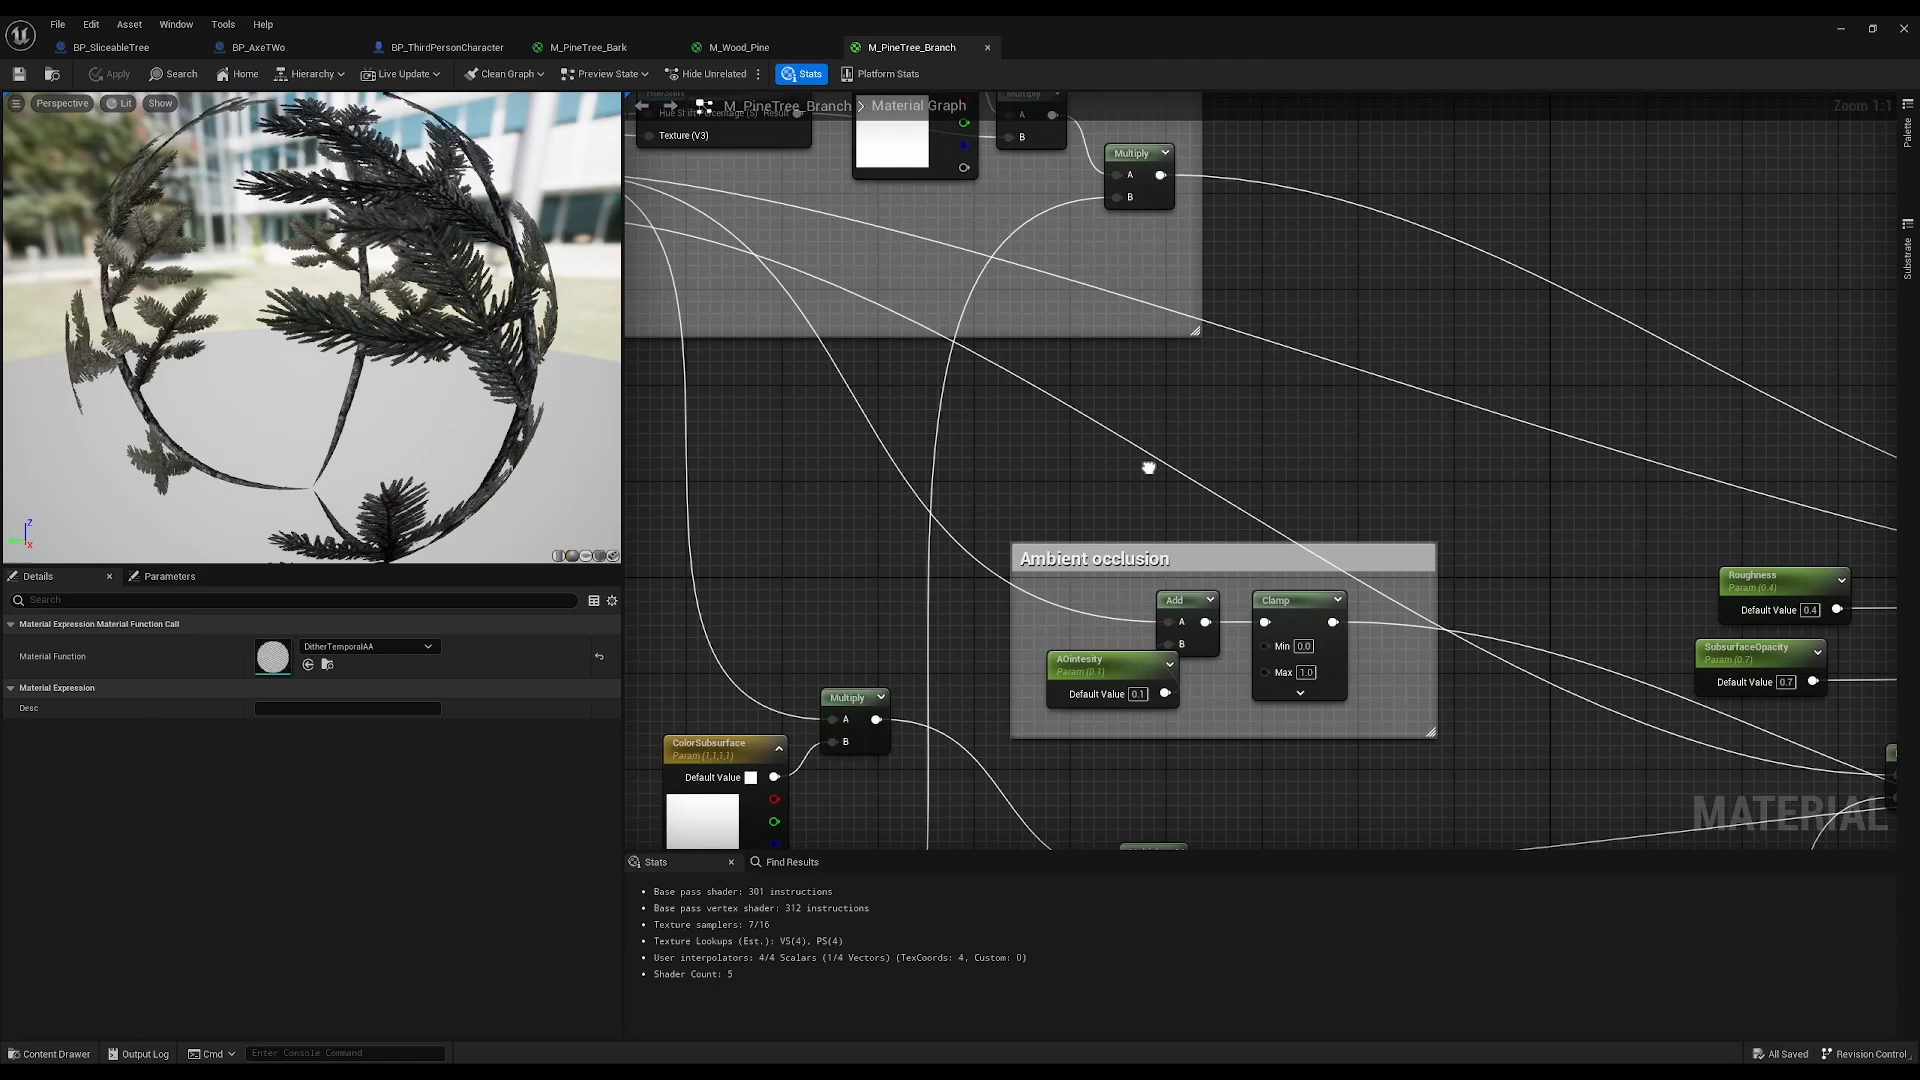 File Edit Asset Window Tools Help
BP_SliceableTree BP_AxeTWo BP_ThirdPersonCharacter M_PineTree_Bark M_Wood_Pine M_PineTree_Branch
Apply Search Home Hierarchy Live Update Clean Graph Preview State Hide Unrelated Stats Platform Stats
Perspective Lit Show
M_PineTree_Branch > Material Graph
Zoom 1:1
Palette
Substrate
Hue Shift Percentage (S) Result
Texture (V3)
Multiply
A
B
Multiply
A
B
Ambient occlusion
Add
A
B
Clamp
Min 0.0
Max 1.0
AOintesity
Param (0.1)
Default Value 0.1
Roughness
Param (0.4)
Default Value 0.4
SubsurfaceOpacity
Param (0.7)
Default Value 0.7
Multiply
A
B
ColorSubsurface
Param (1,1,1,1)
Default Value
MATERIAL
Z
X
Details Parameters
Search
Material Expression Material Function Call
Material Function DitherTemporalAA
Material Expression
Desc
Stats Find Results
Base pass shader: 301 instructions
Base pass vertex shader: 312 instructions
Texture samplers: 7/16
Texture Lookups (Est.): VS(4), PS(4)
User interpolators: 4/4 Scalars (1/4 Vectors) (TexCoords: 4, Custom: 0)
Shader Count: 5
Content Drawer Output Log Cmd Enter Console Command All Saved Revision Control